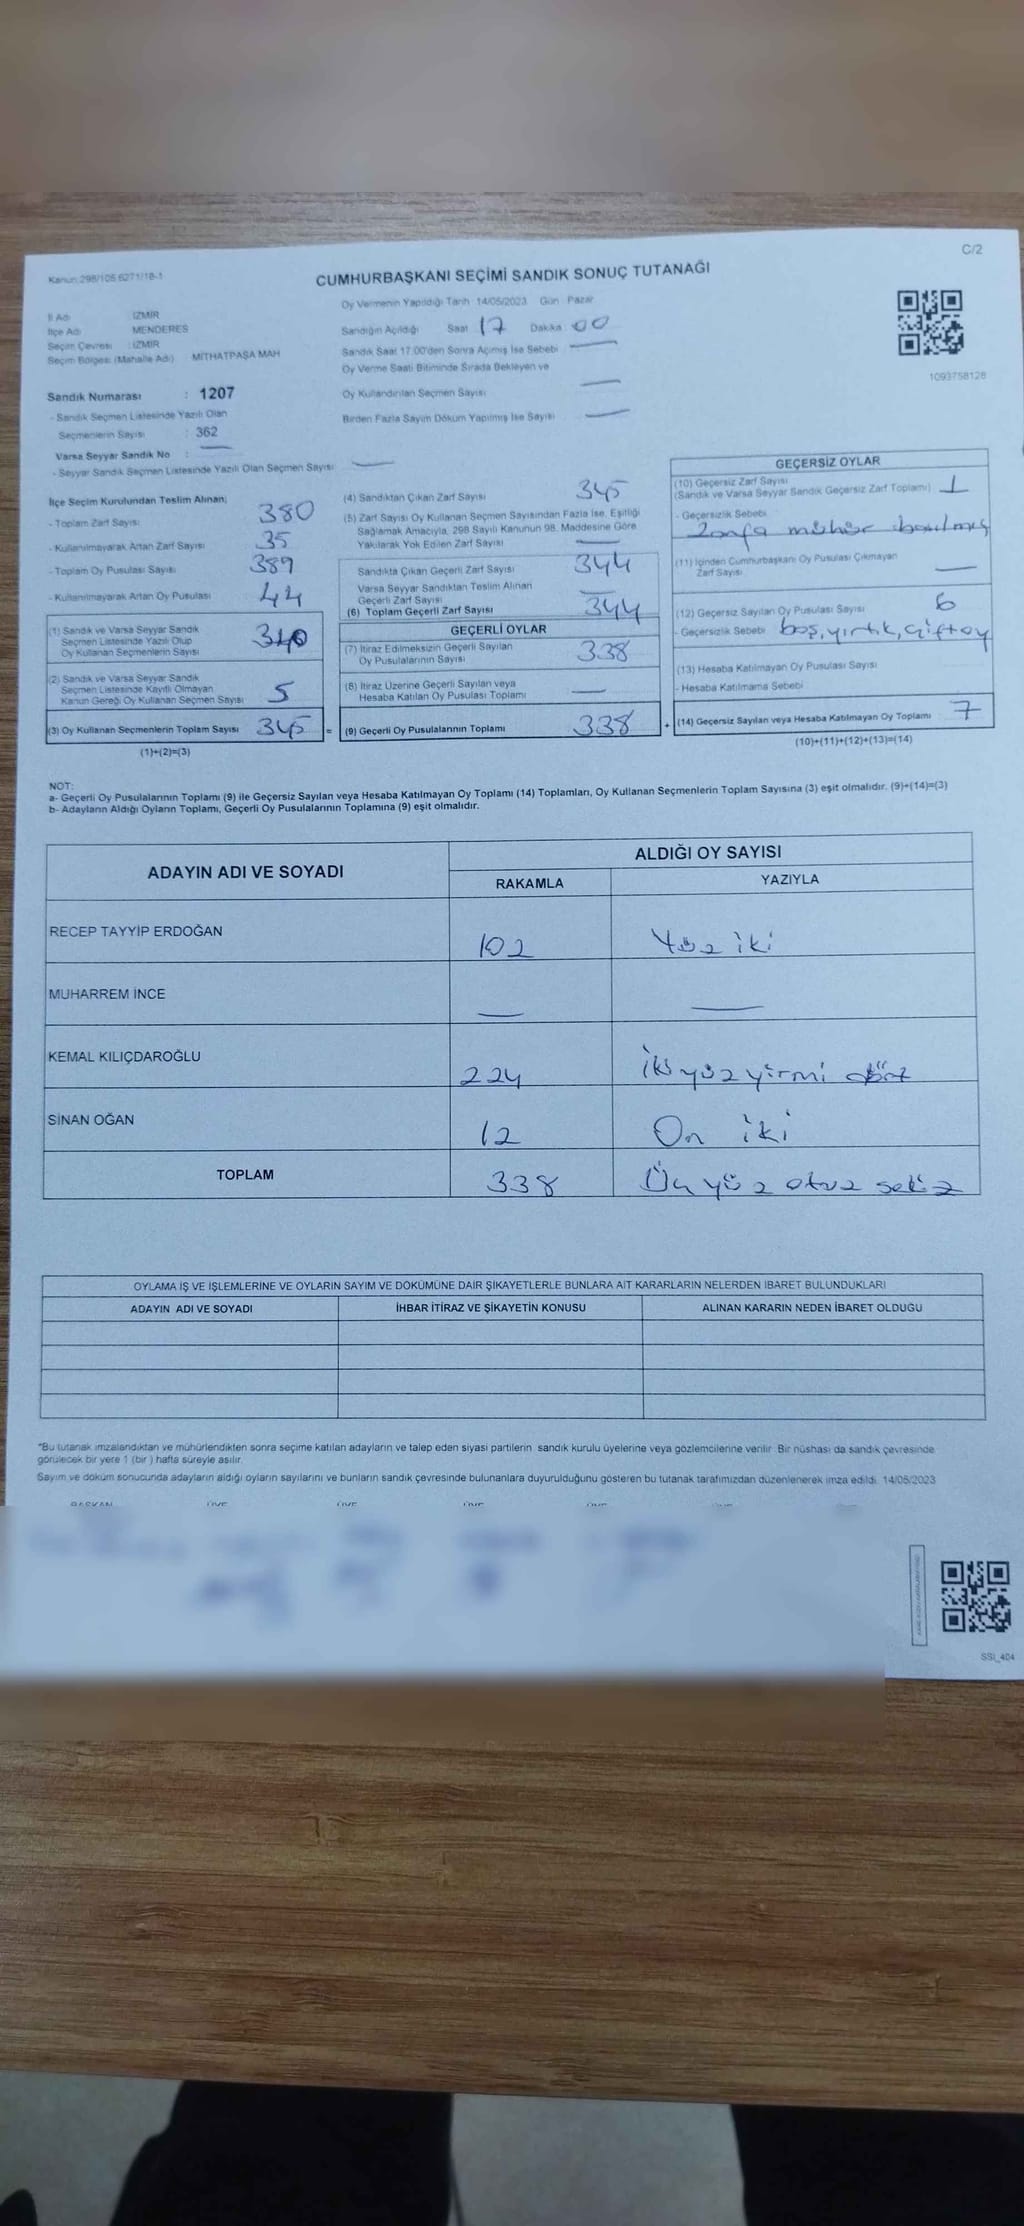 C/2
Kanun 298/105 6271/18-1
CUMHURBAŞKANI SEÇİMİ SANDIK SONUÇ TUTANAĞI
İl Adı : İZMİR
İlçe Adı : MENDERES
Seçim Çevresi : İZMİR
Seçim Bölgesi (Mahalle Adı) : MİTHATPAŞA MAH
Sandık Numarası : 1207
- Sandık Seçmen Listesinde Yazılı Olan
Seçmenlerin Sayısı : 362
Varsa Seyyar Sandık No :
- Seyyar Sandık Seçmen Listesinde Yazılı Olan Seçmen Sayısı
Oy Vermenin Yapıldığı Tarih 14/05/2023 Gün : Pazar
Sandığın Açıldığı Saat 17 Dakika 00
Sandık Saat 17.00'den Sonra Açılmış İse Sebebi
Oy Verme Saati Bitiminde Sırada Bekleyen ve
Oy Kullandırılan Seçmen Sayısı
Birden Fazla Sayım Döküm Yapılmış İse Sayısı
1093758128
İlçe Seçim Kurulundan Teslim Alınan;
- Toplam Zarf Sayısı 380
- Kullanılmayarak Artan Zarf Sayısı 35
- Toplam Oy Pusulası Sayısı 389
- Kullanılmayarak Artan Oy Pusulası 44
(1) Sandık ve Varsa Seyyar Sandık
Seçmen Listesinde Yazılı Olup
Oy Kullanan Seçmenlerin Sayısı 340
(2) Sandık ve Varsa Seyyar Sandık
Seçmen Listesinde Kayıtlı Olmayan
Kanun Gereği Oy Kullanan Seçmen Sayısı 5
(3) Oy Kullanan Seçmenlerin Toplam Sayısı 345 =
(1)+(2)=(3)
(4) Sandıktan Çıkan Zarf Sayısı 345
(5) Zarf Sayısı Oy Kullanan Seçmen Sayısından Fazla İse, Eşitliği
Sağlamak Amacıyla, 298 Sayılı Kanunun 98. Maddesine Göre
Yakılarak Yok Edilen Zarf Sayısı
Sandıkta Çıkan Geçerli Zarf Sayısı 344
Varsa Seyyar Sandıktan Teslim Alınan
Geçerli Zarf Sayısı
(6) Toplam Geçerli Zarf Sayısı 344
GEÇERLİ OYLAR
(7) İtiraz Edilmeksizin Geçerli Sayılan
Oy Pusulalarının Sayısı 338
(8) İtiraz Üzerine Geçerli Sayılan veya
Hesaba Katılan Oy Pusulası Toplamı
(9) Geçerli Oy Pusulalarının Toplamı 338 +
GEÇERSİZ OYLAR
(10) Geçersiz Zarf Sayısı
(Sandık ve Varsa Seyyar Sandık Geçersiz Zarf Toplamı) 1
- Geçersizlik Sebebi
Zarfa mühür basılmış
(11) İçinden Cumhurbaşkanı Oy Pusulası Çıkmayan
Zarf Sayısı
(12) Geçersiz Sayılan Oy Pusulası Sayısı 6
- Geçersizlik Sebebi boş, yırtık, çift oy
(13) Hesaba Katılmayan Oy Pusulası Sayısı
- Hesaba Katılmama Sebebi
(14) Geçersiz Sayılan veya Hesaba Katılmayan Oy Toplamı 7
(10)+(11)+(12)+(13)=(14)
NOT:
a- Geçerli Oy Pusulalarının Toplamı (9) ile Geçersiz Sayılan veya Hesaba Katılmayan Oy Toplamı (14) Toplamları, Oy Kullanan Seçmenlerin Toplam Sayısına (3) eşit olmalıdır. (9)+(14)=(3)
b- Adayların Aldığı Oyların Toplamı, Geçerli Oy Pusulalarının Toplamına (9) eşit olmalıdır.
ADAYIN ADI VE SOYADI ALDIĞI OY SAYISI
RAKAMLA YAZIYLA
RECEP TAYYİP ERDOĞAN 102 Yüz iki
MUHARREM İNCE
KEMAL KILIÇDAROĞLU 224 iki yüz yirmi dört
SİNAN OĞAN 12 On iki
TOPLAM 338 Üç yüz otuz sekiz
OYLAMA İŞ VE İŞLEMLERİNE VE OYLARIN SAYIM VE DÖKÜMÜNE DAİR ŞİKAYETLERLE BUNLARA AİT KARARLARIN NELERDEN İBARET BULUNDUKLARI
ADAYIN ADI VE SOYADI İHBAR İTİRAZ VE ŞİKAYETİN KONUSU ALINAN KARARIN NEDEN İBARET OLDUĞU
"Bu tutanak imzalandıktan ve mühürlendikten sonra seçime katılan adayların ve talep eden siyasi partilerin sandık kurulu üyelerine veya gözlemcilerine verilir. Bir nüshası da sandık çevresinde
görülecek bir yere 1 (bir) hafta süreyle asılır.
Sayım ve döküm sonucunda adayların aldığı oyların sayılarını ve bunların sandık çevresinde bulunanlara duyurulduğunu gösteren bu tutanak tarafımızdan düzenlenerek imza edildi. 14/05/2023
BAŞKAN ÜYE ÜYE ÜYE ÜYE
SSI_404